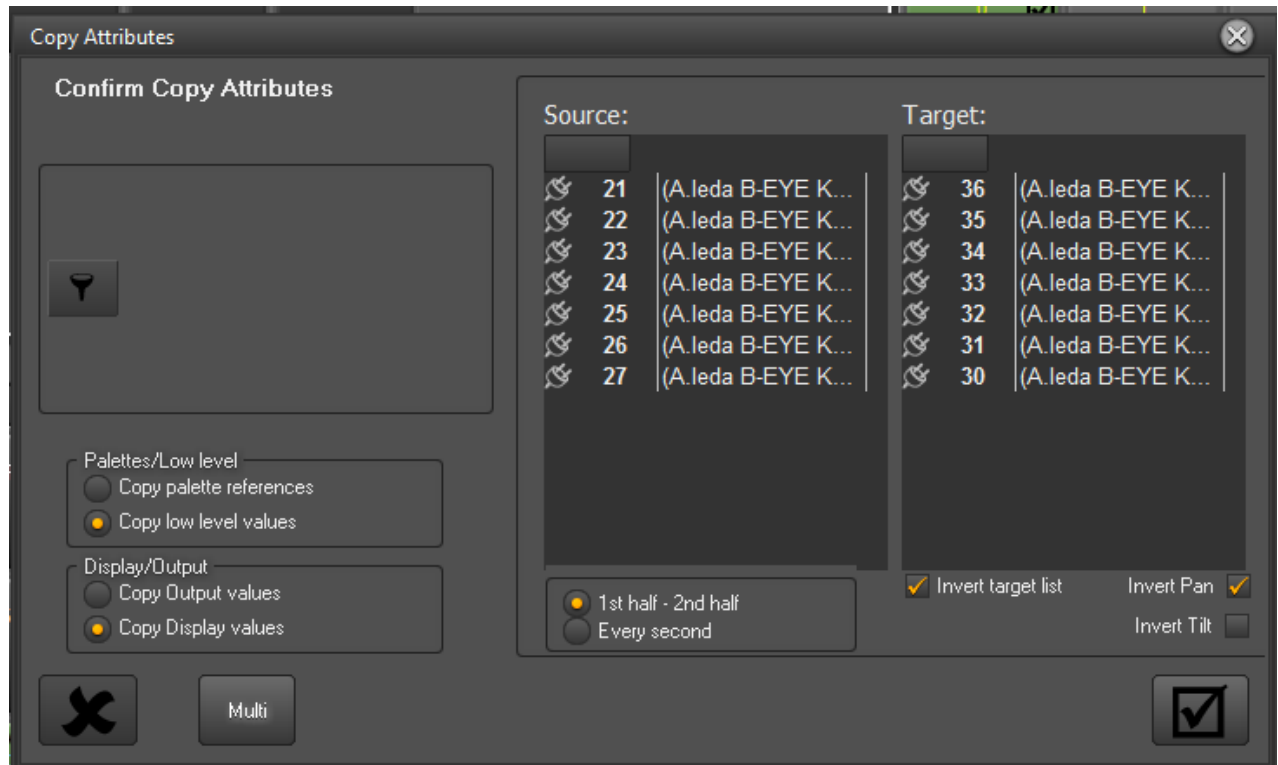 Copy Attributes
Confirm Copy Attributes
Source:
21 (A.leda B-EYE K...
22 (A.leda B-EYE K...
23 (A.leda B-EYE K...
24 (A.leda B-EYE K...
25 (A.leda B-EYE K...
26 (A.leda B-EYE K...
27 (A.leda B-EYE K...
Target:
36 (A.leda B-EYE K...
35 (A.leda B-EYE K...
34 (A.leda B-EYE K...
33 (A.leda B-EYE K...
32 (A.leda B-EYE K...
31 (A.leda B-EYE K...
30 (A.leda B-EYE K...
Palettes/Low level
Copy palette references
Copy low level values
Display/Output
Copy Output values
Copy Display values
1st half - 2nd half
Every second
Invert target list
Invert Pan
Invert Tilt
Multi